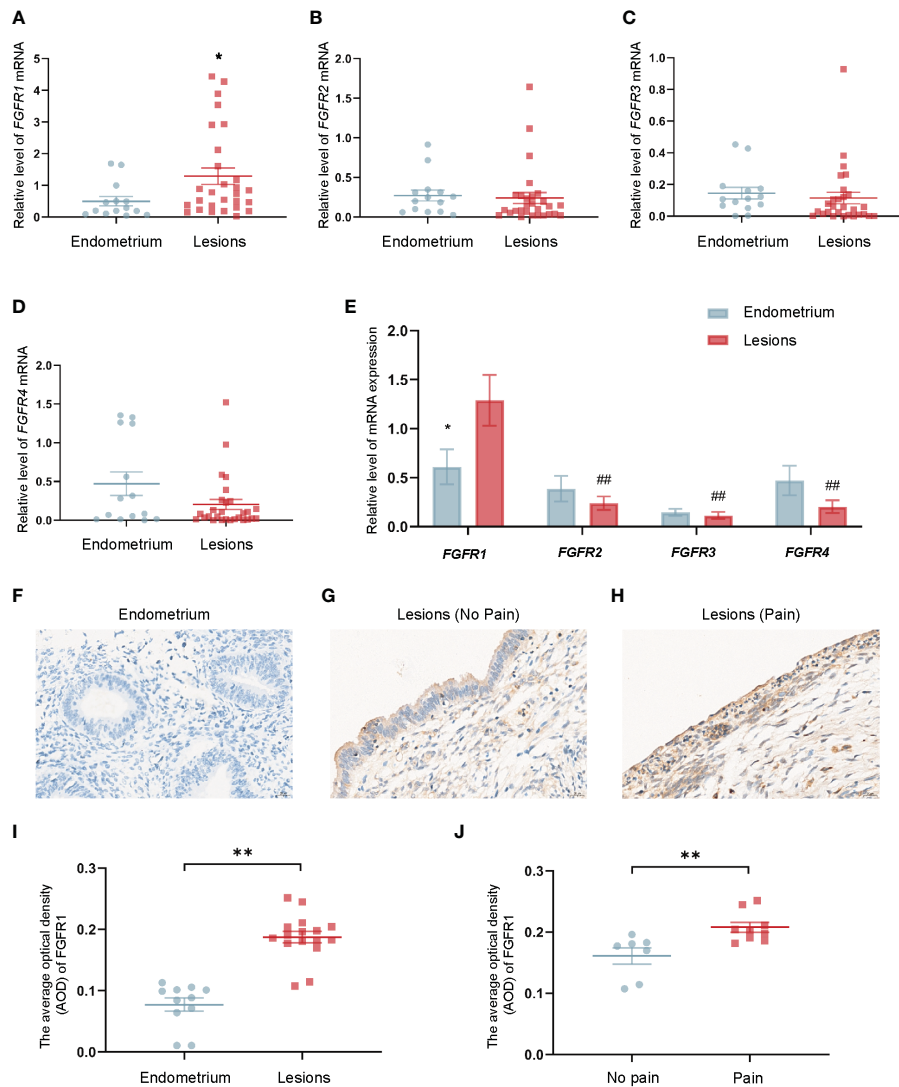 A
Relative level of FGFR1 mRNA
5
4
3
2
1
0
*
Endometrium
Lesions
B
Relative level of FGFR2 mRNA
2.0
1.5
1.0
0.5
0.0
Endometrium
Lesions
C
Relative level of FGFR3 mRNA
1.0
0.8
0.6
0.4
0.2
0.0
Endometrium
Lesions
D
Relative level of FGFR4 mRNA
2.0
1.5
1.0
0.5
0.0
Endometrium
Lesions
E
Relative level of mRNA expression
2.0
1.5
1.0
0.5
0.0
Endometrium
Lesions
*
##
##
##
FGFR1
FGFR2
FGFR3
FGFR4
F
Endometrium
G
Lesions (No Pain)
H
Lesions (Pain)
I
The average optical density
(AOD) of FGFR1
0.3
0.2
0.1
0.0
**
Endometrium
Lesions
J
The average optical density
(AOD) of FGFR1
0.3
0.2
0.1
0.0
**
No pain
Pain